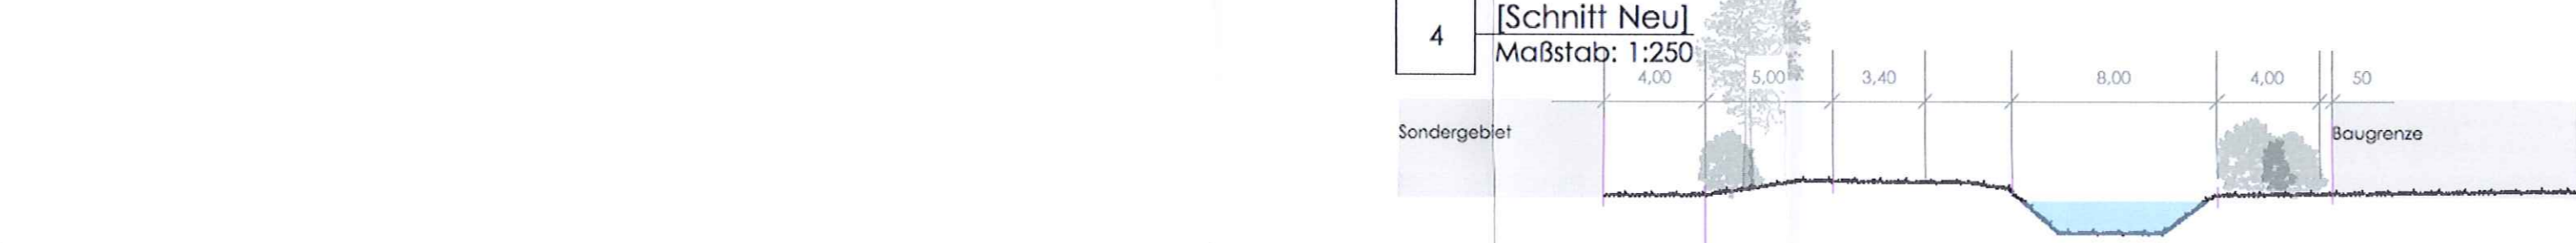 4
[Schnitt Neu]
Maßstab: 1:250
4,00 5,00 3,40 8,00 4,00 50
Sondergebiet Baugrenze